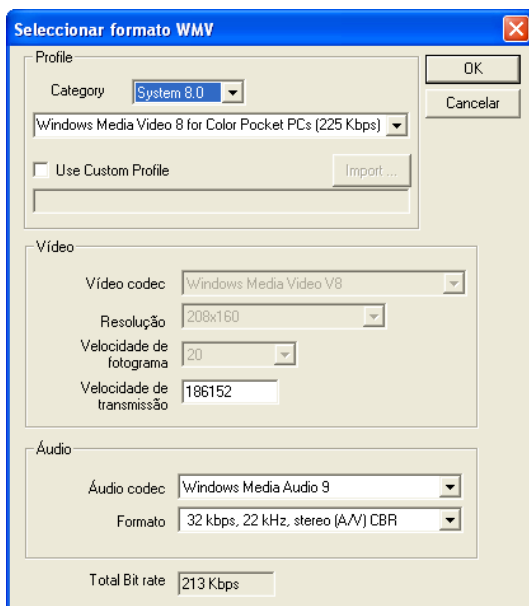 Seleccionar formato WMV
Profile
OK
Category
System 8.0
Cancelar
Windows Media Video 8 for Color Pocket PCs (225 Kbps)
Use Custom Profile
Import ...
Vídeo
Vídeo codec
Windows Media Video V8
Resolução
208x160
Velocidade de
fotograma
20
Velocidade de
transmissão
186152
Áudio
Áudio codec
Windows Media Audio 9
Formato
32 kbps, 22 kHz, stereo (A/V) CBR
Total Bit rate
213 Kbps